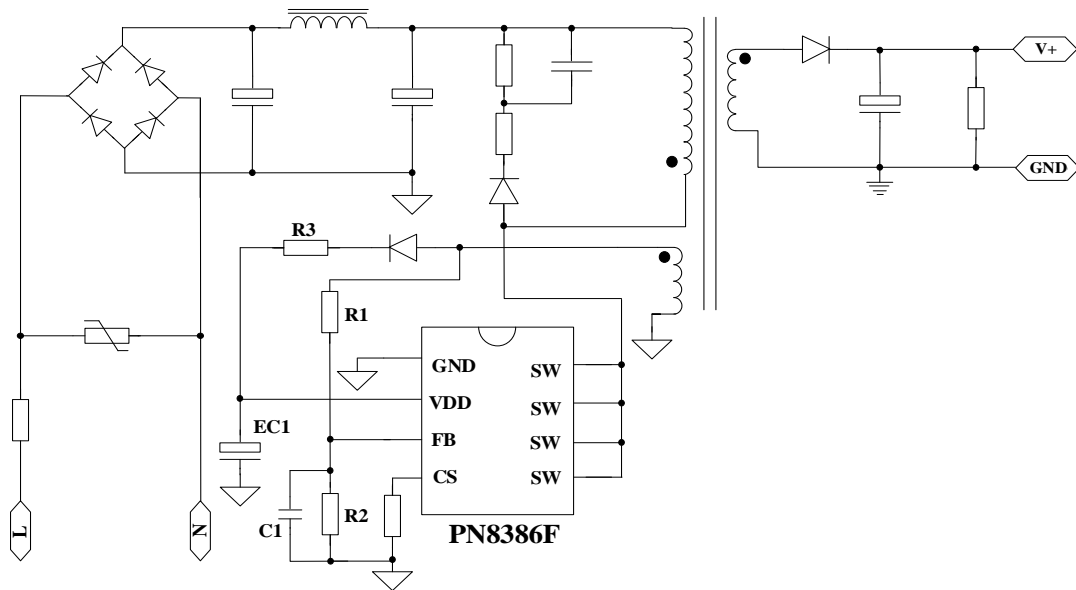 V+
GND
R3
R1
GND
SW
VDD
SW
EC1
FB
SW
CS
SW
L
N
C1
R2
PN8386F